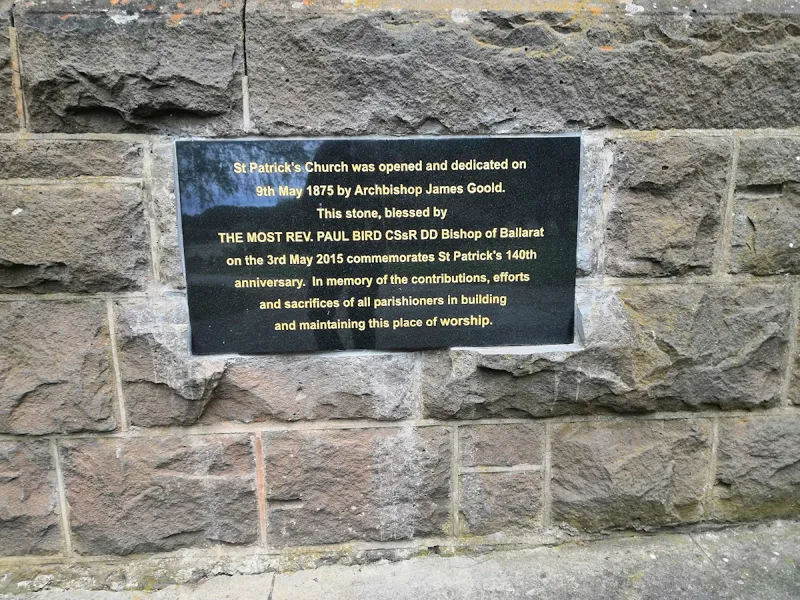 St Patrick's Church was opened and dedicated on
9th May 1875 by Archbishop James Goold.
This stone, blessed by
THE MOST REV. PAUL BIRD CSsR DD Bishop of Ballarat
on the 3rd May 2015 commemorates St Patrick's 140th
anniversary. In memory of the contributions, efforts
and sacrifices of all parishioners in building
and maintaining this place of worship.